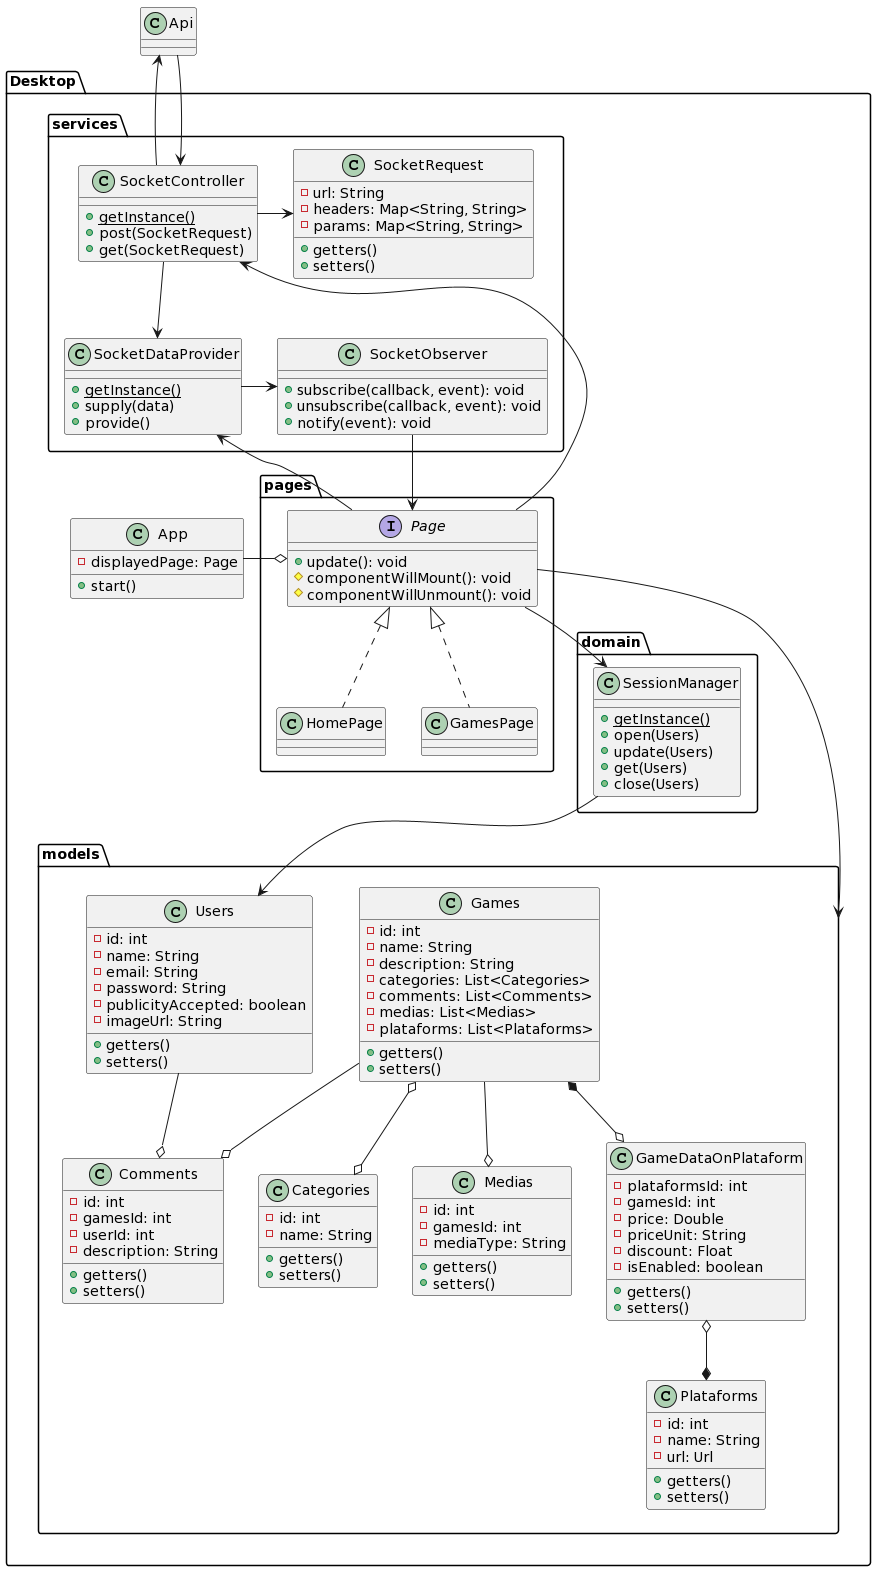 C Api
Desktop
services
C SocketController
getInstance()
post(SocketRequest)
get(SocketRequest)
C SocketRequest
url: String
headers: Map<String, String>
params: Map<String, String>
getters()
setters()
C SocketDataProvider
getInstance()
supply(data)
provide()
C SocketObserver
subscribe(callback, event): void
unsubscribe(callback, event): void
notify(event): void
pages
C App
displayedPage: Page
start()
I Page
update(): void
componentWillMount(): void
componentWillUnmount(): void
C HomePage
C GamesPage
domain
C SessionManager
getInstance()
open(Users)
update(Users)
get(Users)
close(Users)
models
C Users
id: int
name: String
email: String
password: String
publicityAccepted: boolean
imageUrl: String
getters()
setters()
C Games
id: int
name: String
description: String
categories: List<Categories>
comments: List<Comments>
medias: List<Medias>
plataforms: List<Plataforms>
getters()
setters()
C Comments
id: int
gamesId: int
userId: int
description: String
getters()
setters()
C Categories
id: int
name: String
getters()
setters()
C Medias
id: int
gamesId: int
mediaType: String
getters()
setters()
C GameDataOnPlataform
plataformsId: int
gamesId: int
price: Double
priceUnit: String
discount: Float
isEnabled: boolean
getters()
setters()
C Plataforms
id: int
name: String
url: Url
getters()
setters()